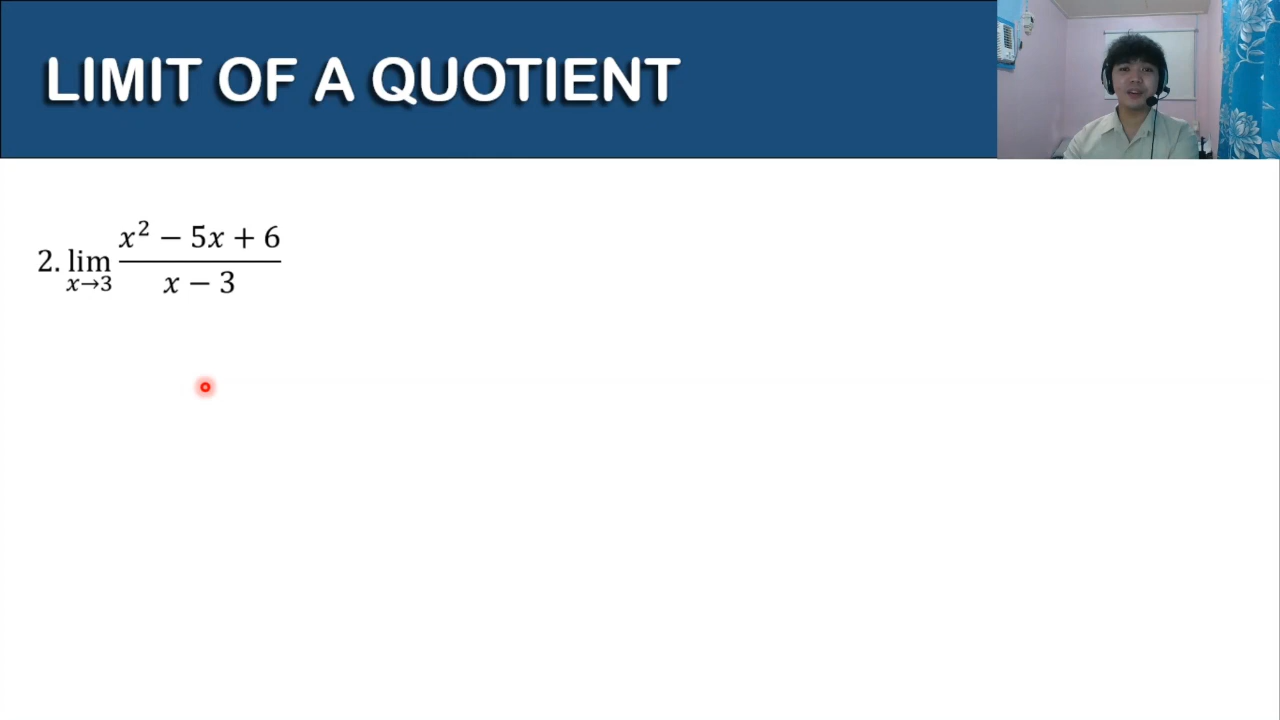 LIMIT OF A QUOTIENT
2. lim x→3 (x² − 5x + 6)/(x − 3)